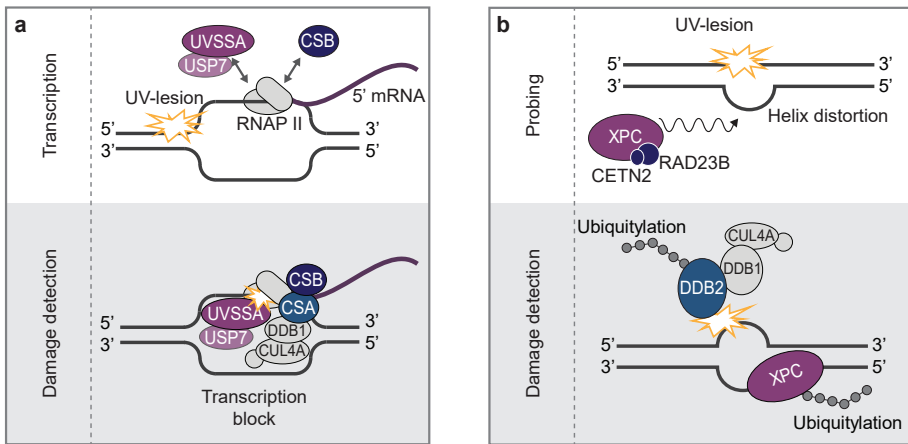 a
Transcription
UVSSA
USP7
CSB
UV-lesion
RNAP II
5’ mRNA
5’
3’
3’
5’
Damage detection
CSB
UVSSA
CSA
USP7
DDB1
CUL4A
5’
3’
3’
5’
Transcription
block
b
Probing
UV-lesion
5’
3’
3’
5’
Helix distortion
XPC
RAD23B
CETN2
Damage detection
Ubiquitylation
CUL4A
DDB1
DDB2
5’
3’
3’
5’
XPC
Ubiquitylation